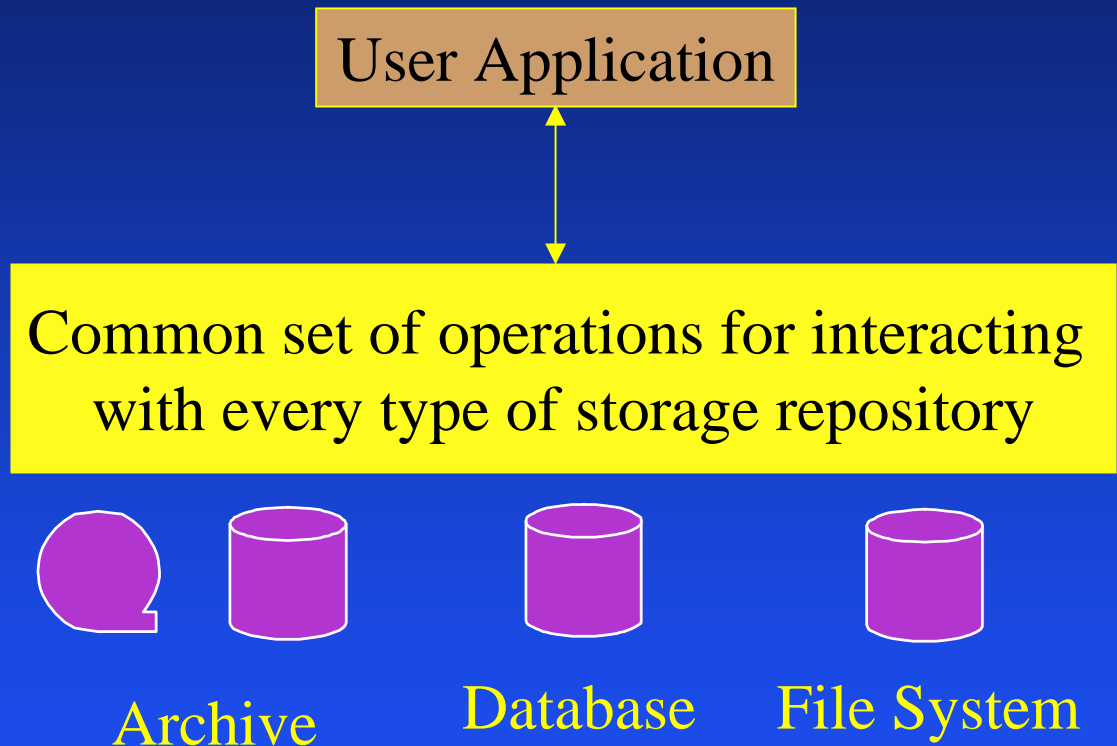 User Application
Common set of operations for interacting
with every type of storage repository
Archive
Database
File System